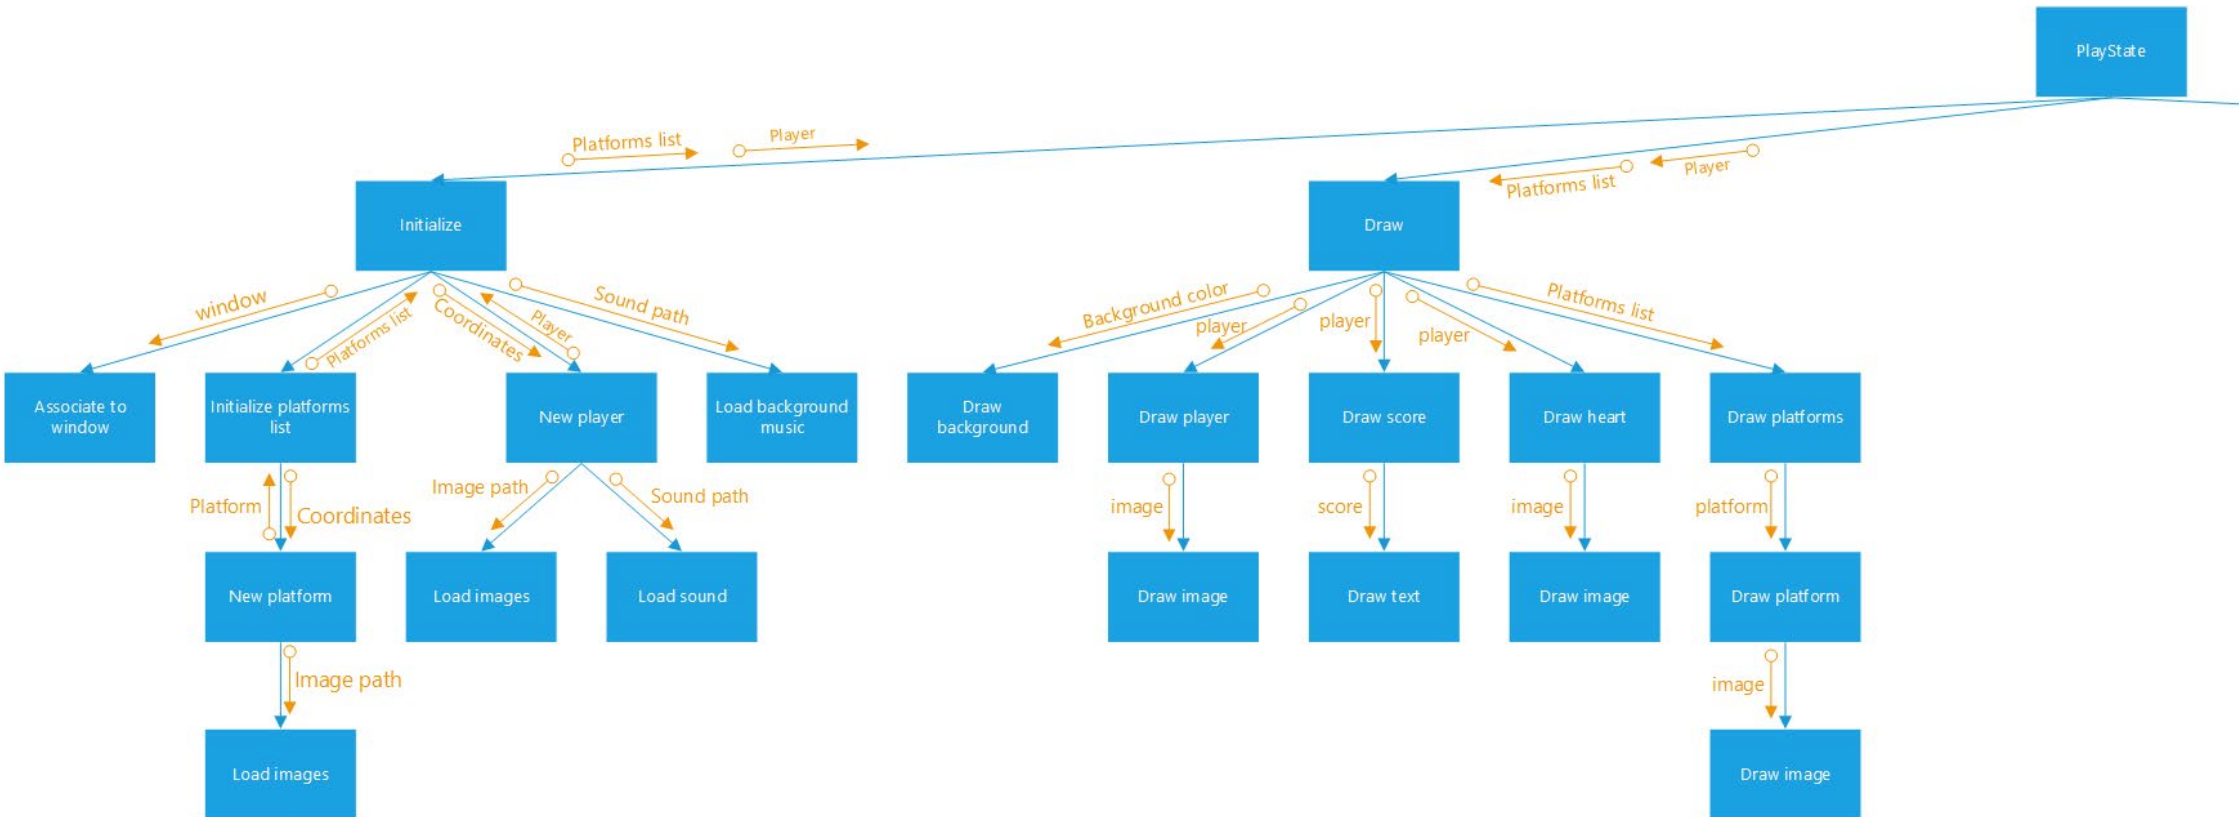 PlayState
Platforms list
Player
Player
Platforms list
Initialize
Draw
window
Platforms list
Coordinates
Player
Sound path
Background color
player
player
player
Platforms list
Associate to
window
Initialize platforms
list
New player
Load background
music
Draw
background
Draw player
Draw score
Draw heart
Draw platforms
Platform
Coordinates
Image path
Sound path
image
score
image
platform
New platform
Load images
Load sound
Draw image
Draw text
Draw image
Draw platform
Image path
image
Load images
Draw image